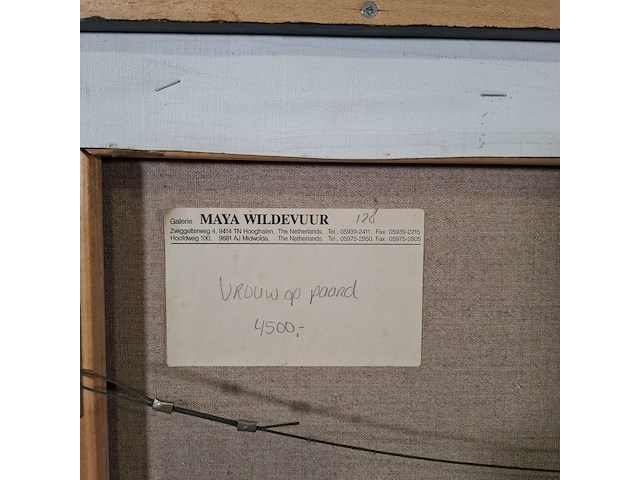 Galerie MAYA WILDEVUUR 120
Zwiggelterweg 4, 9414 TN Hooghalen. The Netherlands. Tel.: 05939-2411. Fax: 05939-2215
Hoofdweg 100, 9681 AJ Midwolda. The Netherlands. Tel.: 05975-2950. Fax: 05975-2805
VROUW op paard
4500,-